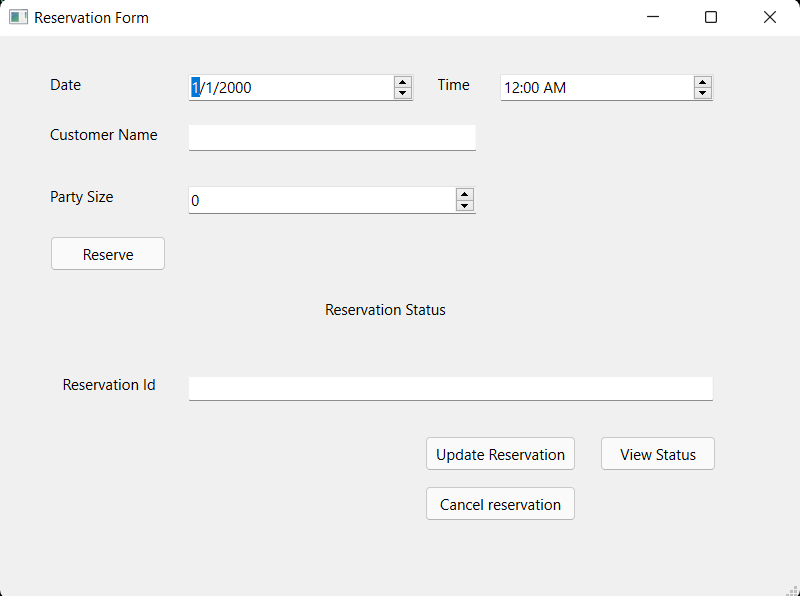 Reservation Form
Date 1/1/2000 Time 12:00 AM
Customer Name
Party Size 0
Reserve
Reservation Status
Reservation Id
Update Reservation View Status
Cancel reservation